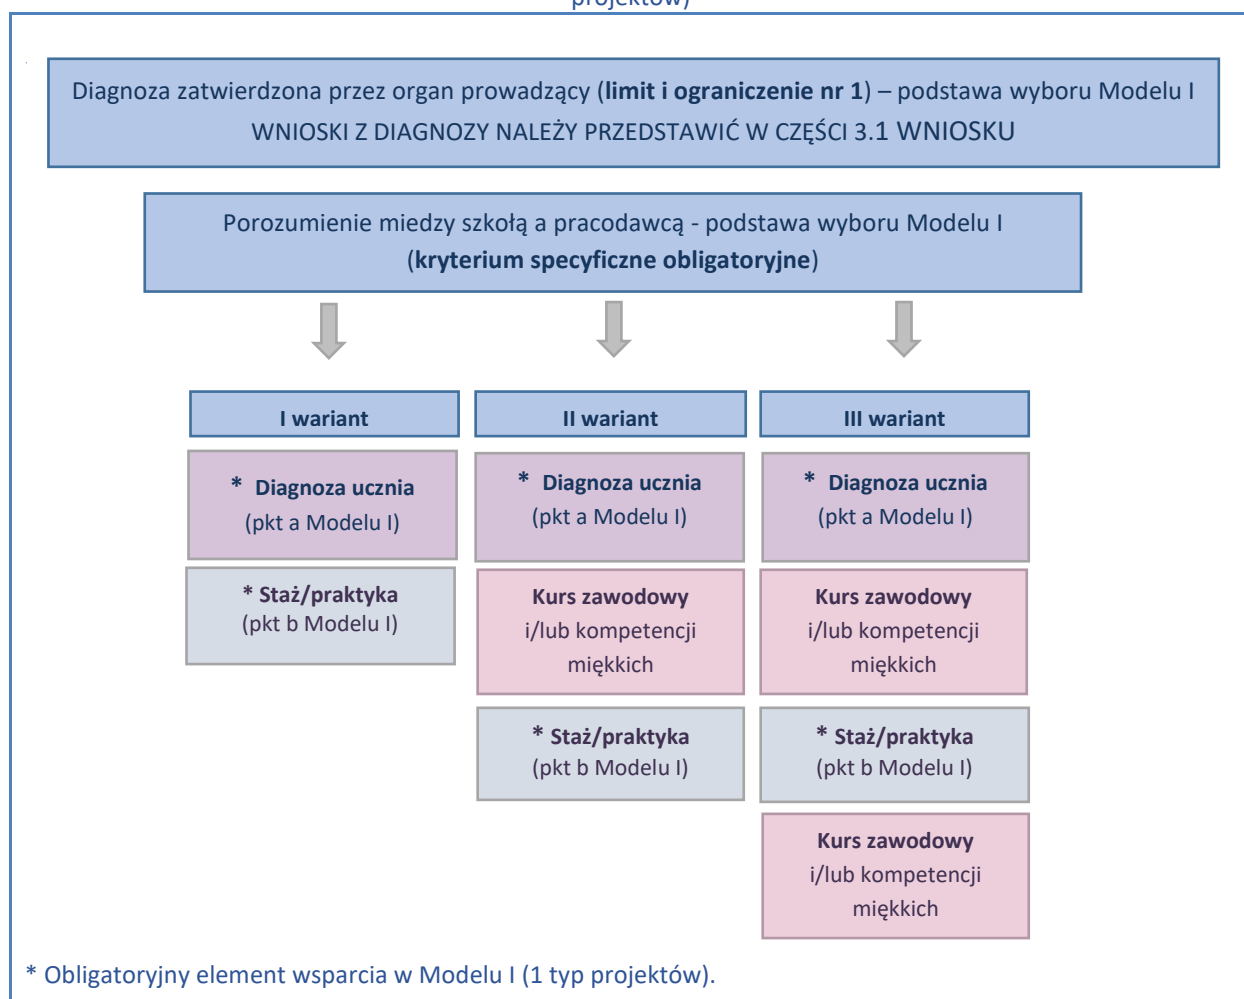 projektów)
Diagnoza zatwierdzona przez organ prowadzący (limit i ograniczenie nr 1) – podstawa wyboru Modelu I
WNIOSKI Z DIAGNOZY NALEŻY PRZEDSTAWIĆ W CZĘŚCI 3.1 WNIOSKU
Porozumienie miedzy szkołą a pracodawcą - podstawa wyboru Modelu I
(kryterium specyficzne obligatoryjne)
I wariant
* Diagnoza ucznia
(pkt a Modelu I)
* Staż/praktyka
(pkt b Modelu I)
II wariant
* Diagnoza ucznia
(pkt a Modelu I)
Kurs zawodowy
i/lub kompetencji
miękkich
* Staż/praktyka
(pkt b Modelu I)
III wariant
* Diagnoza ucznia
(pkt a Modelu I)
Kurs zawodowy
i/lub kompetencji
miękkich
* Staż/praktyka
(pkt b Modelu I)
Kurs zawodowy
i/lub kompetencji
miękkich
* Obligatoryjny element wsparcia w Modelu I (1 typ projektów).